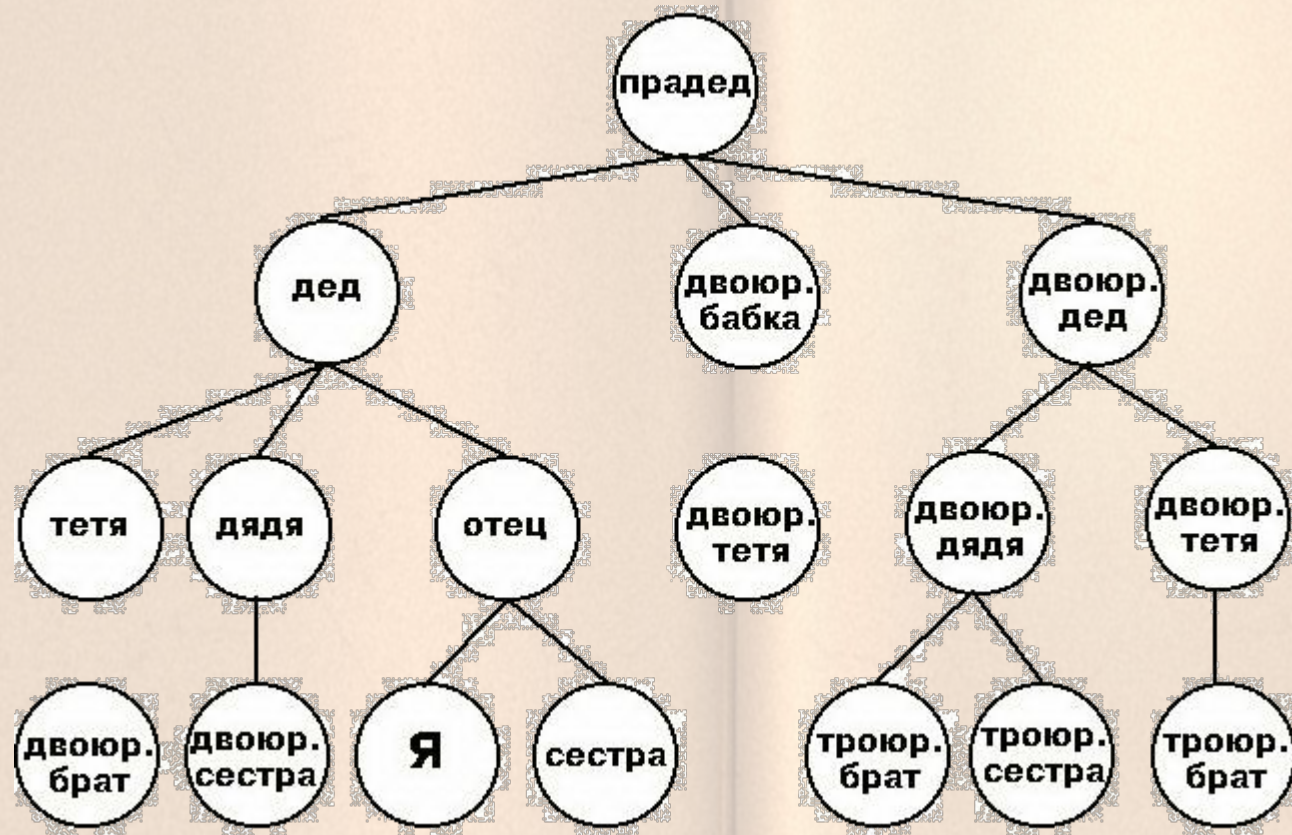 прадед
дед
двоюр.
бабка
двоюр.
дед
тетя
дядя
отец
двоюр.
тетя
двоюр.
дядя
двоюр.
тетя
двоюр.
брат
двоюр.
сестра
Я
сестра
троюр.
брат
троюр.
сестра
троюр.
брат